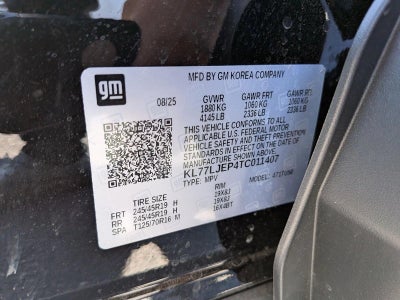 gm
MFD BY GM KOREA COMPANY
08/25 GVWR GAWR FRT GAWR RR
1880 KG 1060 KG 1060 KG
4145 LB 2336 LB 2336 LB
THIS VEHICLE CONFORMS TO ALL
APPLICABLE U.S. FEDERAL MOTOR
VEHICLE SAFETY STANDARDS IN
EFFECT ON THE DATE OF
MANUFACTURE SHOWN ABOVE.
KL77LJEP4TC011407
TYPE: MPV MODEL:
TIRE SIZE RIM
FRT 245/45R19 H 19X8J
RR 245/45R19 H 19X8J
SPA T125/70R16 M 16X4BT